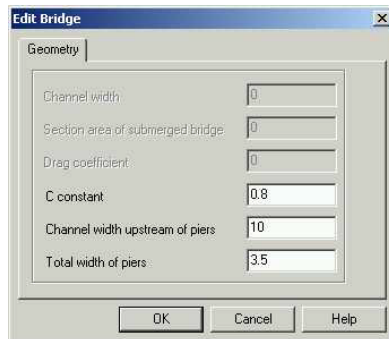 Edit Bridge
Geometry
Channel width 0
Section area of submerged bridge 0
Drag coefficient 0
C constant 0.8
Channel width upstream of piers 10
Total width of piers 3.5
OK Cancel Help